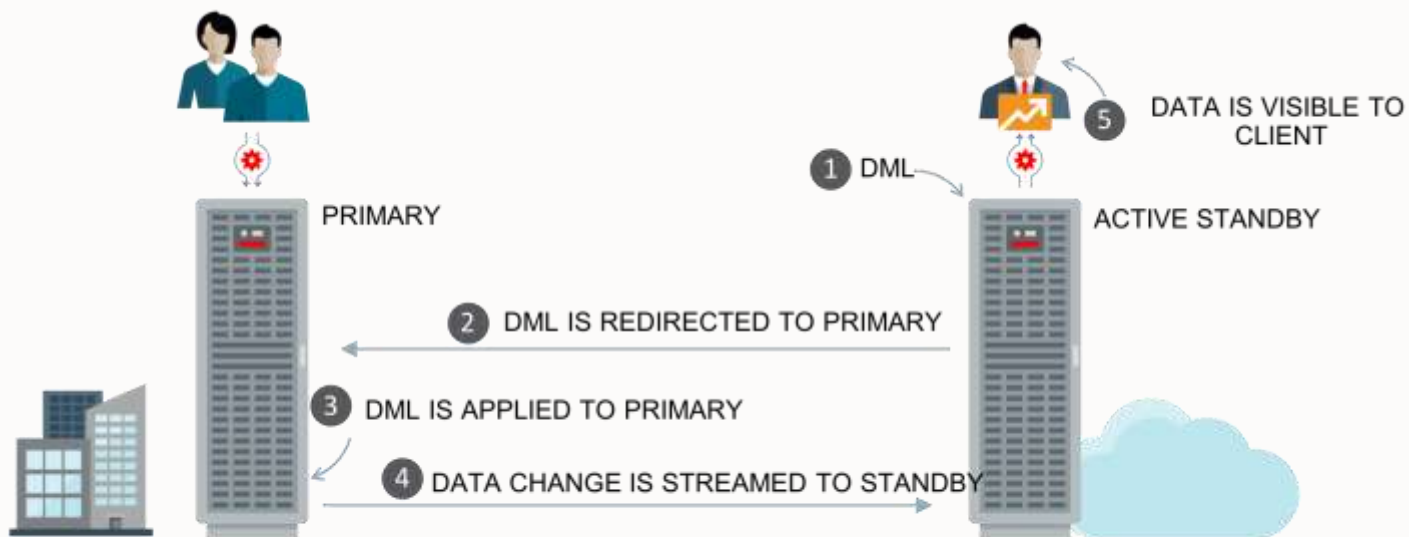 5 DATA IS VISIBLE TO
CLIENT
1 DML
PRIMARY
ACTIVE STANDBY
2 DML IS REDIRECTED TO PRIMARY
3 DML IS APPLIED TO PRIMARY
4 DATA CHANGE IS STREAMED TO STANDBY